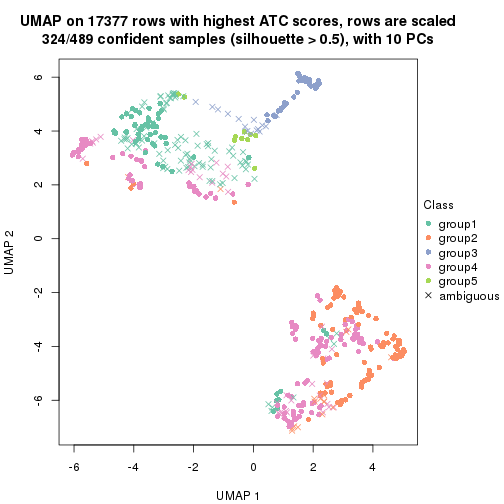 UMAP on 17377 rows with highest ATC scores, rows are scaled
324/489 confident samples (silhouette > 0.5), with 10 PCs
6
4
2
0
-2
-4
-6
UMAP 2
-6
-4
-2
0
2
4
UMAP 1
Class
group1
group2
group3
group4
group5
ambiguous